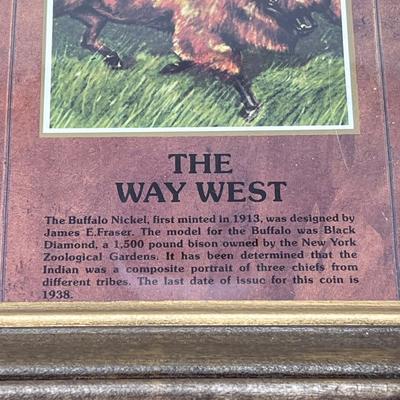 THE
WAY WEST
The Buffalo Nickel, first minted in 1913, was designed by
James E.Fraser. The model for the Buffalo was Black
Diamond, a 1,500 pound bison owned by the New York
Zoological Gardens. It has been determined that the
Indian was a composite portrait of three chiefs from
different tribes. The last date of issue for this coin is
1938.